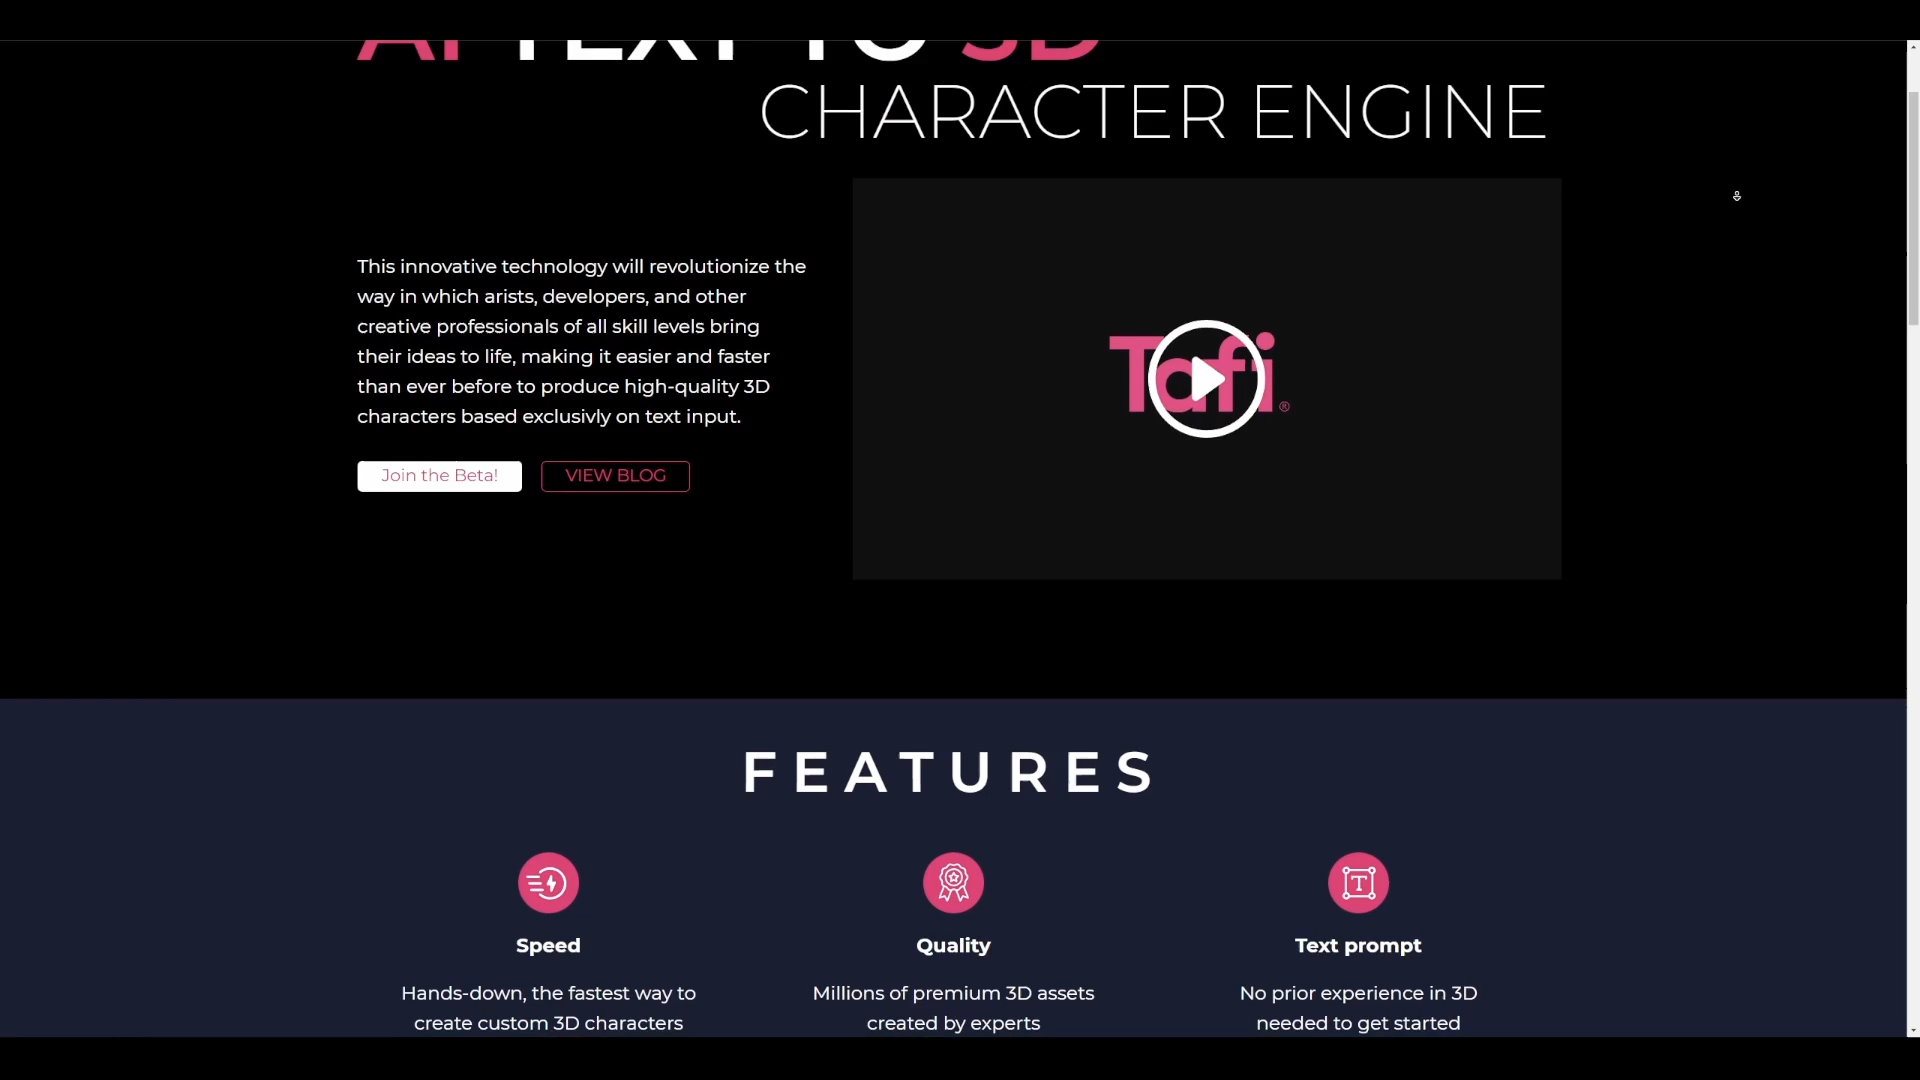 AI TEXT TO 3D
CHARACTER ENGINE
This innovative technology will revolutionize the
way in which arists, developers, and other
creative professionals of all skill levels bring
their ideas to life, making it easier and faster
than ever before to produce high-quality 3D
characters based exclusivly on text input.
Join the Beta!
VIEW BLOG
Tafi®
FEATURES
Speed
Hands-down, the fastest way to
create custom 3D characters
Quality
Millions of premium 3D assets
created by experts
Text prompt
No prior experience in 3D
needed to get started